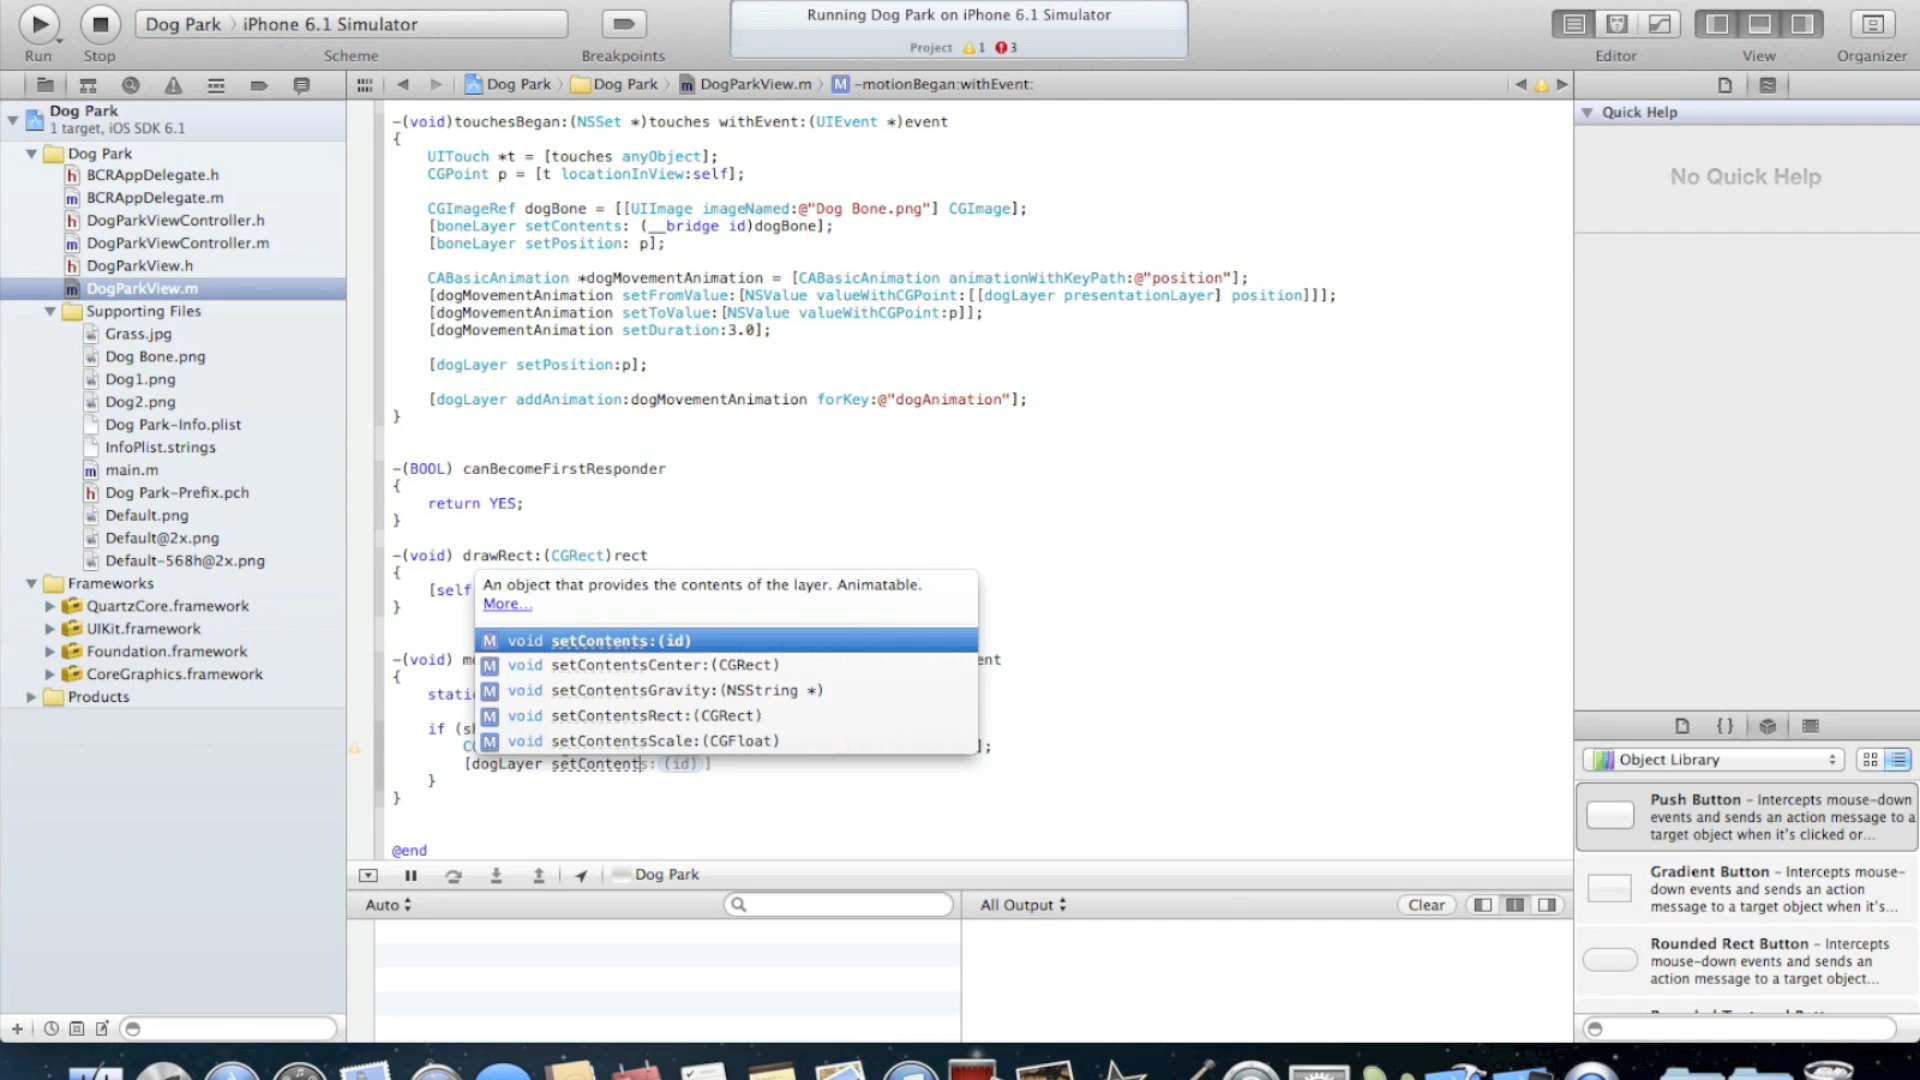 Dog Park 〉 iPhone 6.1 Simulator
Running Dog Park on iPhone 6.1 Simulator
Project 1 3
Run
Stop
Scheme
Breakpoints
Editor
View
Organizer
Dog Park
1 target, iOS SDK 6.1
Dog Park 〉 Dog Park 〉 m DogParkView.m 〉 M -motionBegan:withEvent:
Dog Park
h BCRAppDelegate.h
m BCRAppDelegate.m
h DogParkViewController.h
m DogParkViewController.m
h DogParkView.h
m DogParkView.m
Supporting Files
Grass.jpg
Dog Bone.png
Dog1.png
Dog2.png
Dog Park-Info.plist
InfoPlist.strings
m main.m
h Dog Park-Prefix.pch
Default.png
Default@2x.png
Default-568h@2x.png
Frameworks
QuartzCore.framework
UIKit.framework
Foundation.framework
CoreGraphics.framework
Products
-(void)touchesBegan:(NSSet *)touches withEvent:(UIEvent *)event
{
UITouch *t = [touches anyObject];
CGPoint p = [t locationInView:self];
CGImageRef dogBone = [[UIImage imageNamed:@"Dog Bone.png"] CGImage];
[boneLayer setContents: (__bridge id)dogBone];
[boneLayer setPosition: p];
CABasicAnimation *dogMovementAnimation = [CABasicAnimation animationWithKeyPath:@"position"];
[dogMovementAnimation setFromValue:[NSValue valueWithCGPoint:[[dogLayer presentationLayer] position]]];
[dogMovementAnimation setToValue:[NSValue valueWithCGPoint:p]];
[dogMovementAnimation setDuration:3.0];
[dogLayer setPosition:p];
[dogLayer addAnimation:dogMovementAnimation forKey:@"dogAnimation"];
}
-(BOOL) canBecomeFirstResponder
{
return YES;
}
-(void) drawRect:(CGRect)rect
{
[self
}
An object that provides the contents of the layer. Animatable.
More...
M void setContents:(id)
M void setContentsCenter:(CGRect)
M void setContentsGravity:(NSString *)
M void setContentsRect:(CGRect)
M void setContentsScale:(CGFloat)
-(void) m
ent
{
stati
if (s
];
[dogLayer setContents:(id)]
}
}
@end
Dog Park
Auto
All Output
Clear
Quick Help
No Quick Help
{ }
Object Library
Push Button – Intercepts mouse-down
events and sends an action message to a
target object when it's clicked or...
Gradient Button – Intercepts mouse-
down events and sends an action
message to a target object when it's...
Rounded Rect Button – Intercepts
mouse-down events and sends an
action message to a target object...